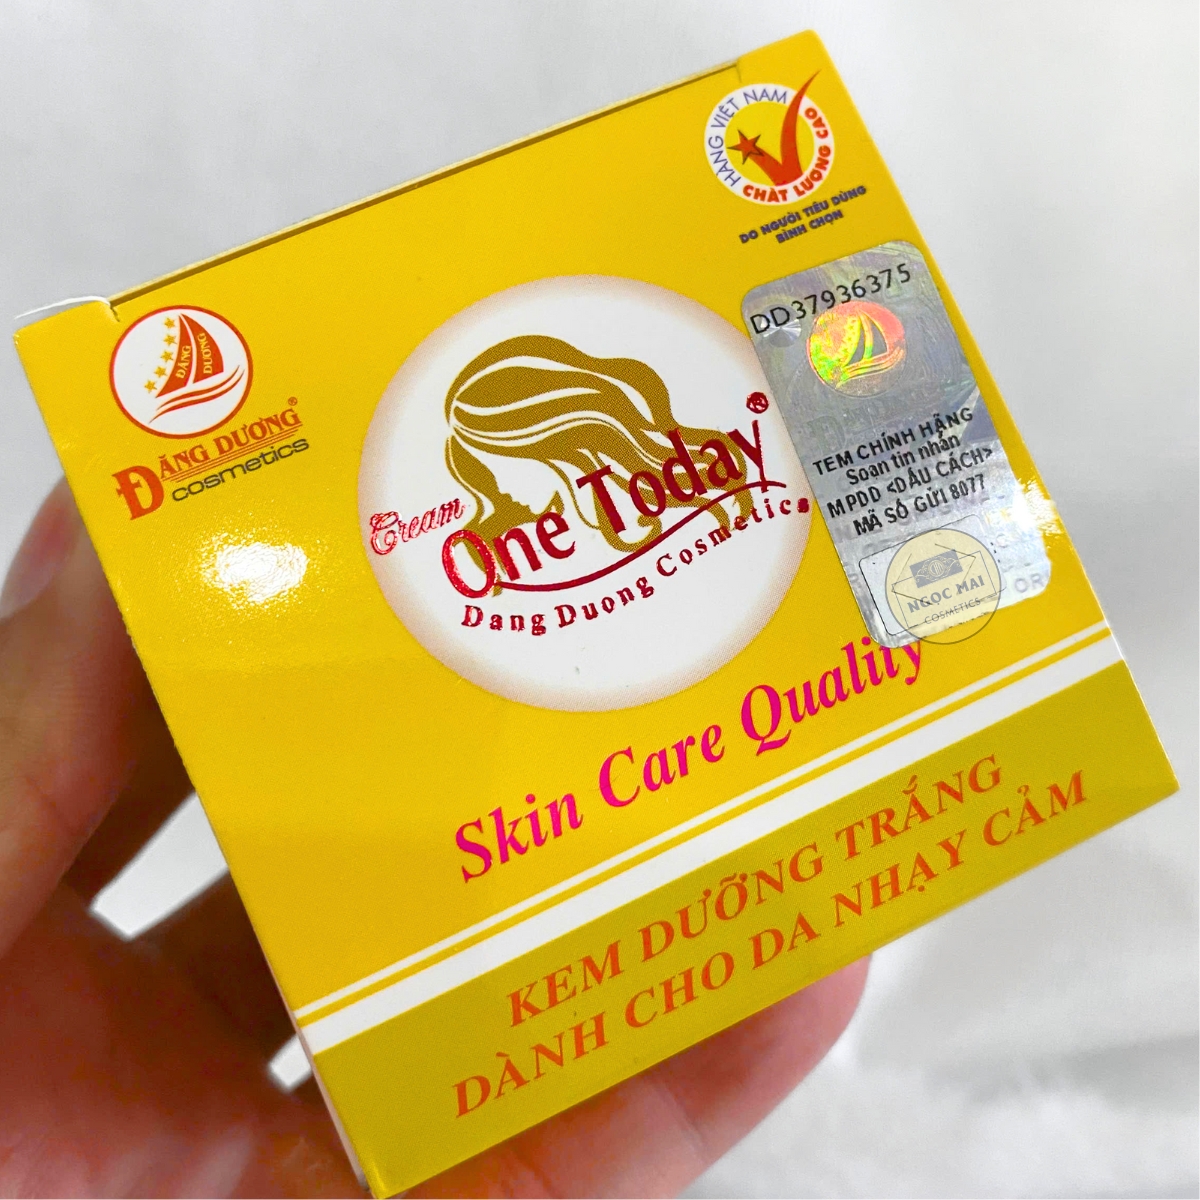 HÀNG VIỆT NAM
CHẤT LƯỢNG CAO
DO NGƯỜI TIÊU DÙNG
BÌNH CHỌN
ĐĂNG
DƯƠNG
ĐĂNG DƯƠNG®
cosmetics
Cream
One Today®
Dang Duong Cosmetics
DD37936375
TEM CHÍNH HÃNG
Soan tin nhắn
MPDD <DẤU CÁCH>
MÃ SỐ GỬI 8077
NGỌC MAI
COSMETICS
Skin Care Quality
KEM DƯỠNG TRẮNG
DÀNH CHO DA NHẠY CẢM